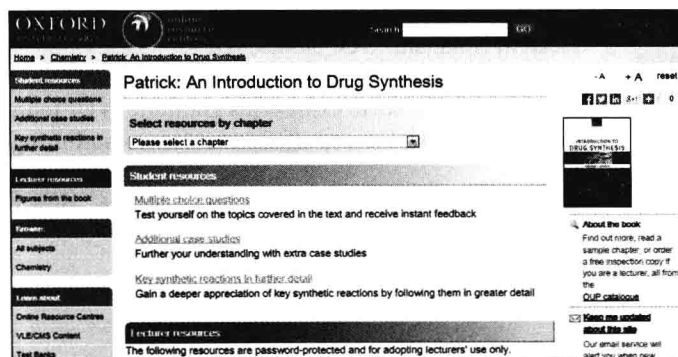 OXFORD
online
resource
centre
Search
GO
Home > Chemistry > Patrick: An Introduction to Drug Synthesis
- A + A reset
0
Student resources
Multiple choice questions
Additional case studies
Key synthetic reactions in
further detail
Lecturer resources
Figures from the book
Browse:
All subjects
Chemistry
Learn about:
Online Resource Centres
VLE/CMS Content
Test Banks
Patrick: An Introduction to Drug Synthesis
Select resources by chapter
Please select a chapter
Student resources
Multiple choice questions
Test yourself on the topics covered in the text and receive instant feedback
Additional case studies
Further your understanding with extra case studies
Key synthetic reactions in further detail
Gain a deeper appreciation of key synthetic reactions by following them in greater detail
Lecturer resources
The following resources are password-protected and for adopting lecturers' use only.
INTRODUCTION TO
DRUG SYNTHESIS
About the book
Find out more, read a
sample chapter, or order
a free inspection copy if
you are a lecturer, all from
the
OUP catalogue
Keep me updated
about this site
Our email service will
alert you when new